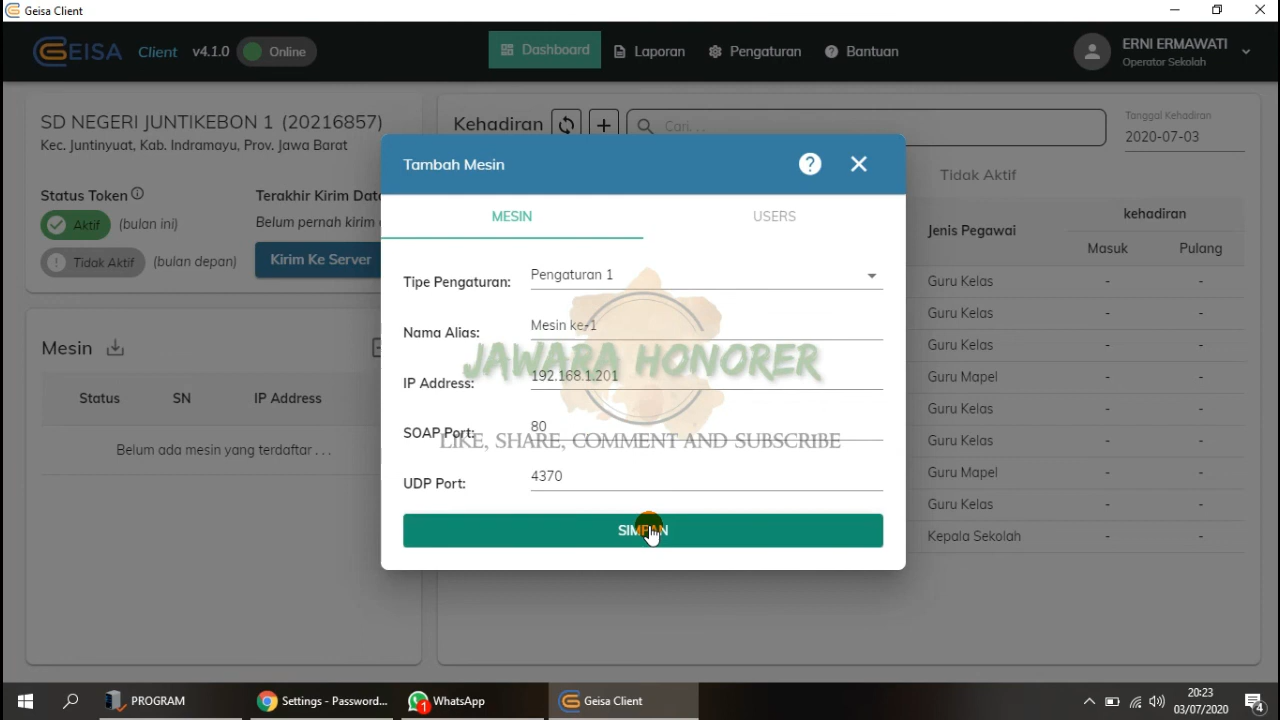 Geisa Client
GEISA Client v4.1.0 Online
Dashboard Laporan Pengaturan Bantuan
ERNI ERMAWATI
Operator Sekolah
SD NEGERI JUNTIKEBON 1 (20216857)
Kec. Juntinyuat, Kab. Indramayu, Prov. Jawa Barat
Status Token
Aktif (bulan ini)
Tidak Aktif (bulan depan)
Terakhir Kirim Data
Belum pernah kirim
Kirim Ke Server
Mesin
Status SN IP Address
Belum ada mesin yang terdaftar . . .
Kehadiran
Cari. . .
Tanggal Kehadiran
2020-07-03
Tidak Aktif
Jenis Pegawai
kehadiran
Masuk Pulang
Guru Kelas - -
Guru Kelas - -
Guru Kelas - -
Guru Mapel - -
Guru Kelas - -
Guru Kelas - -
Guru Mapel - -
Guru Kelas - -
Kepala Sekolah - -
Tambah Mesin
MESIN USERS
Tipe Pengaturan: Pengaturan 1
Nama Alias: Mesin ke-1
JAWARA HONORER
IP Address: 192.168.1.201
SOAP Port: 80
LIKE, SHARE, COMMENT AND SUBSCRIBE
UDP Port: 4370
SIMPAN
PROGRAM
Settings - Password...
1
WhatsApp
Geisa Client
20:23
03/07/2020
4